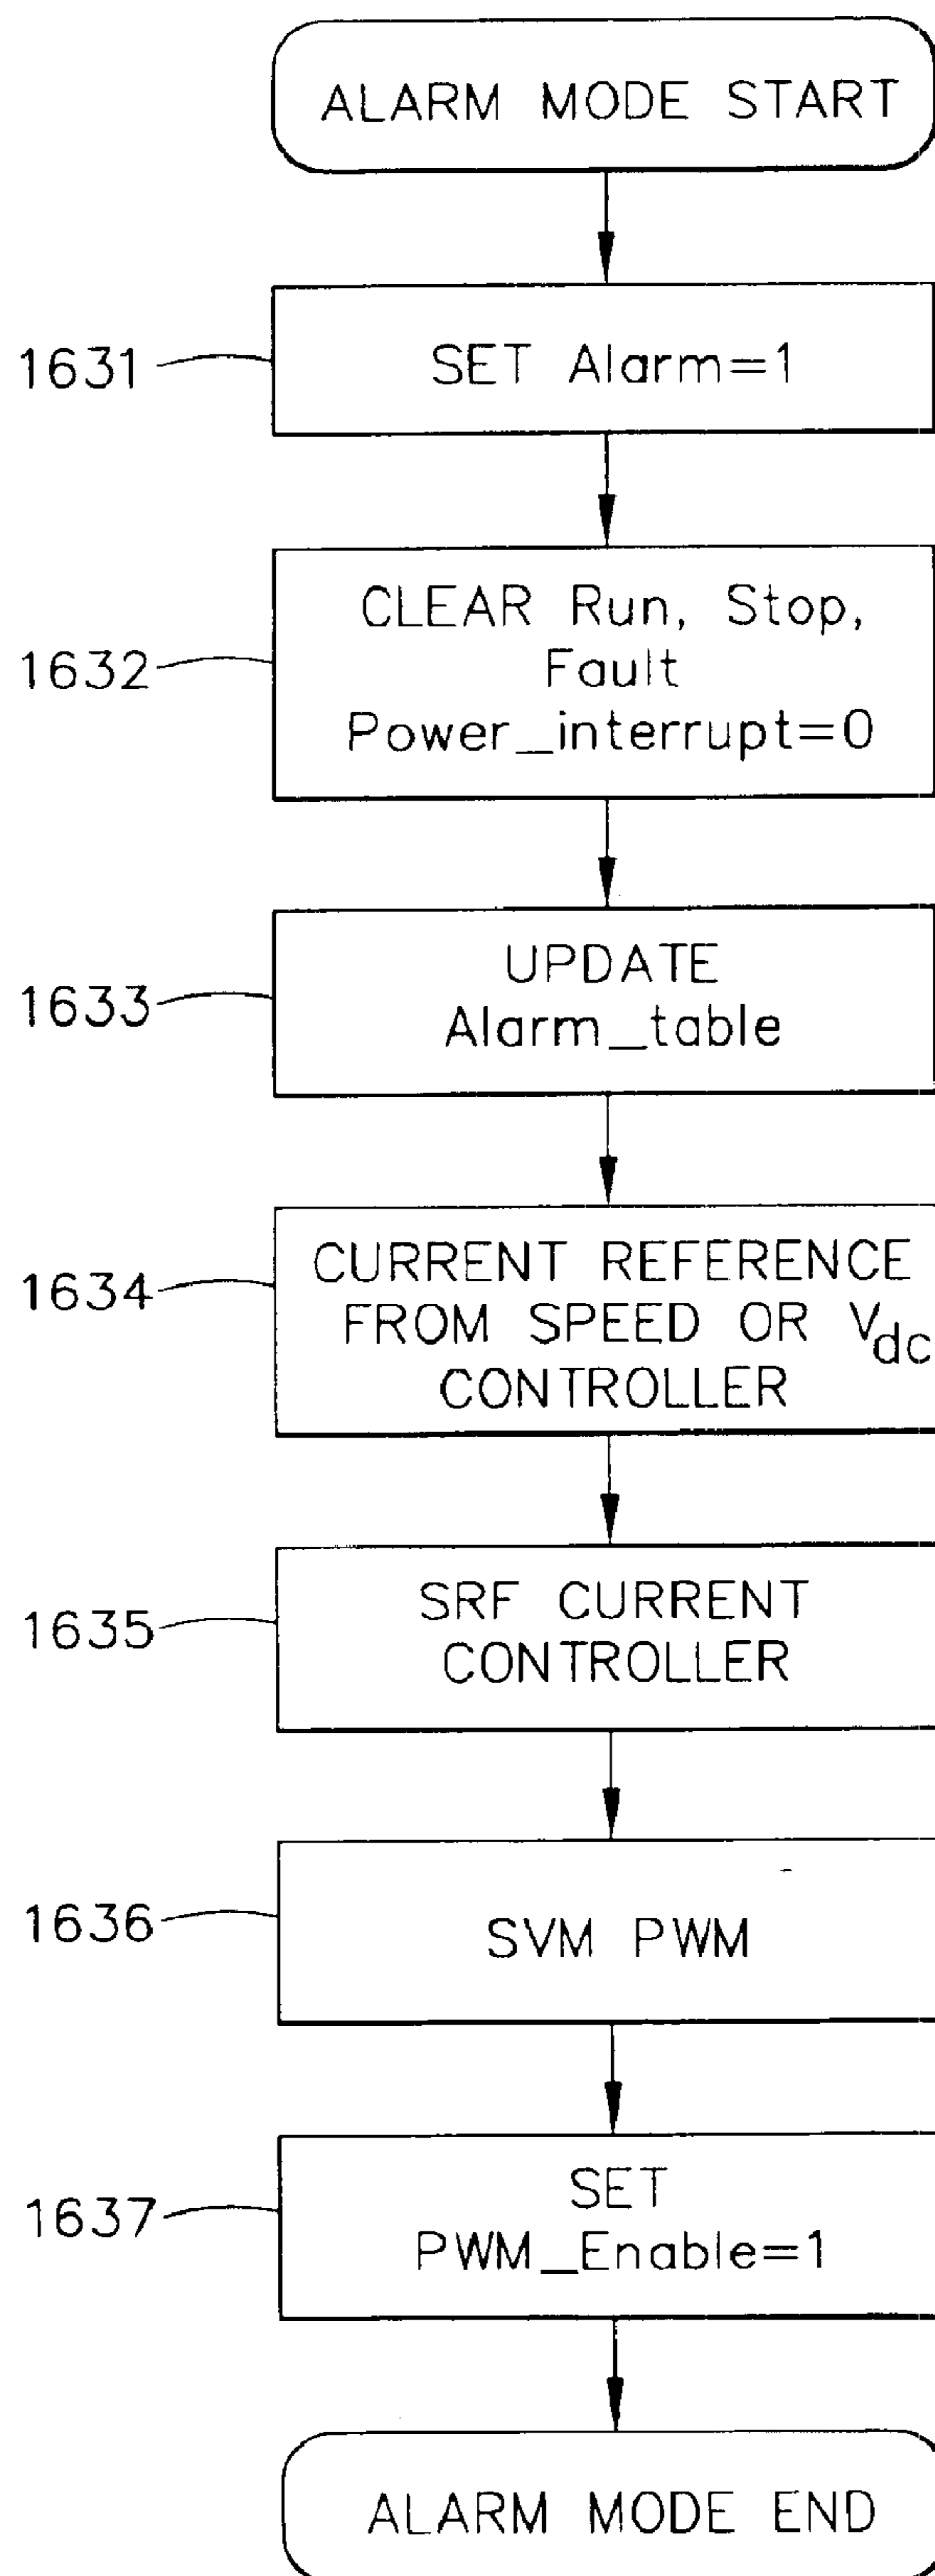 ALARM MODE START
1631
SET Alarm=1
1632
CLEAR Run, Stop,
Fault
Power_interrupt=0
1633
UPDATE
Alarm_table
1634
CURRENT REFERENCE
FROM SPEED OR Vdc
CONTROLLER
1635
SRF CURRENT
CONTROLLER
1636
SVM PWM
1637
SET
PWM_Enable=1
ALARM MODE END